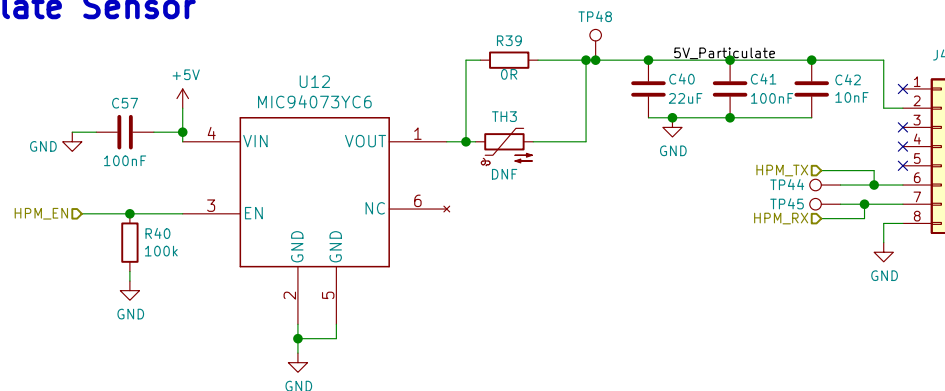 late Sensor
TP48
R39
0R
5V_Particulate
J4
+5V
U12
MIC94073YC6
C57
100nF
GND
4
VIN
VOUT
1
TH3
DNF
C40
22uF
C41
100nF
C42
10nF
GND
1
2
3
4
5
6
7
8
HPM_TX
TP44
TP45
HPM_RX
GND
HPM_EN
3
EN
NC
6
R40
100k
GND
GND
GND
2
5
GND